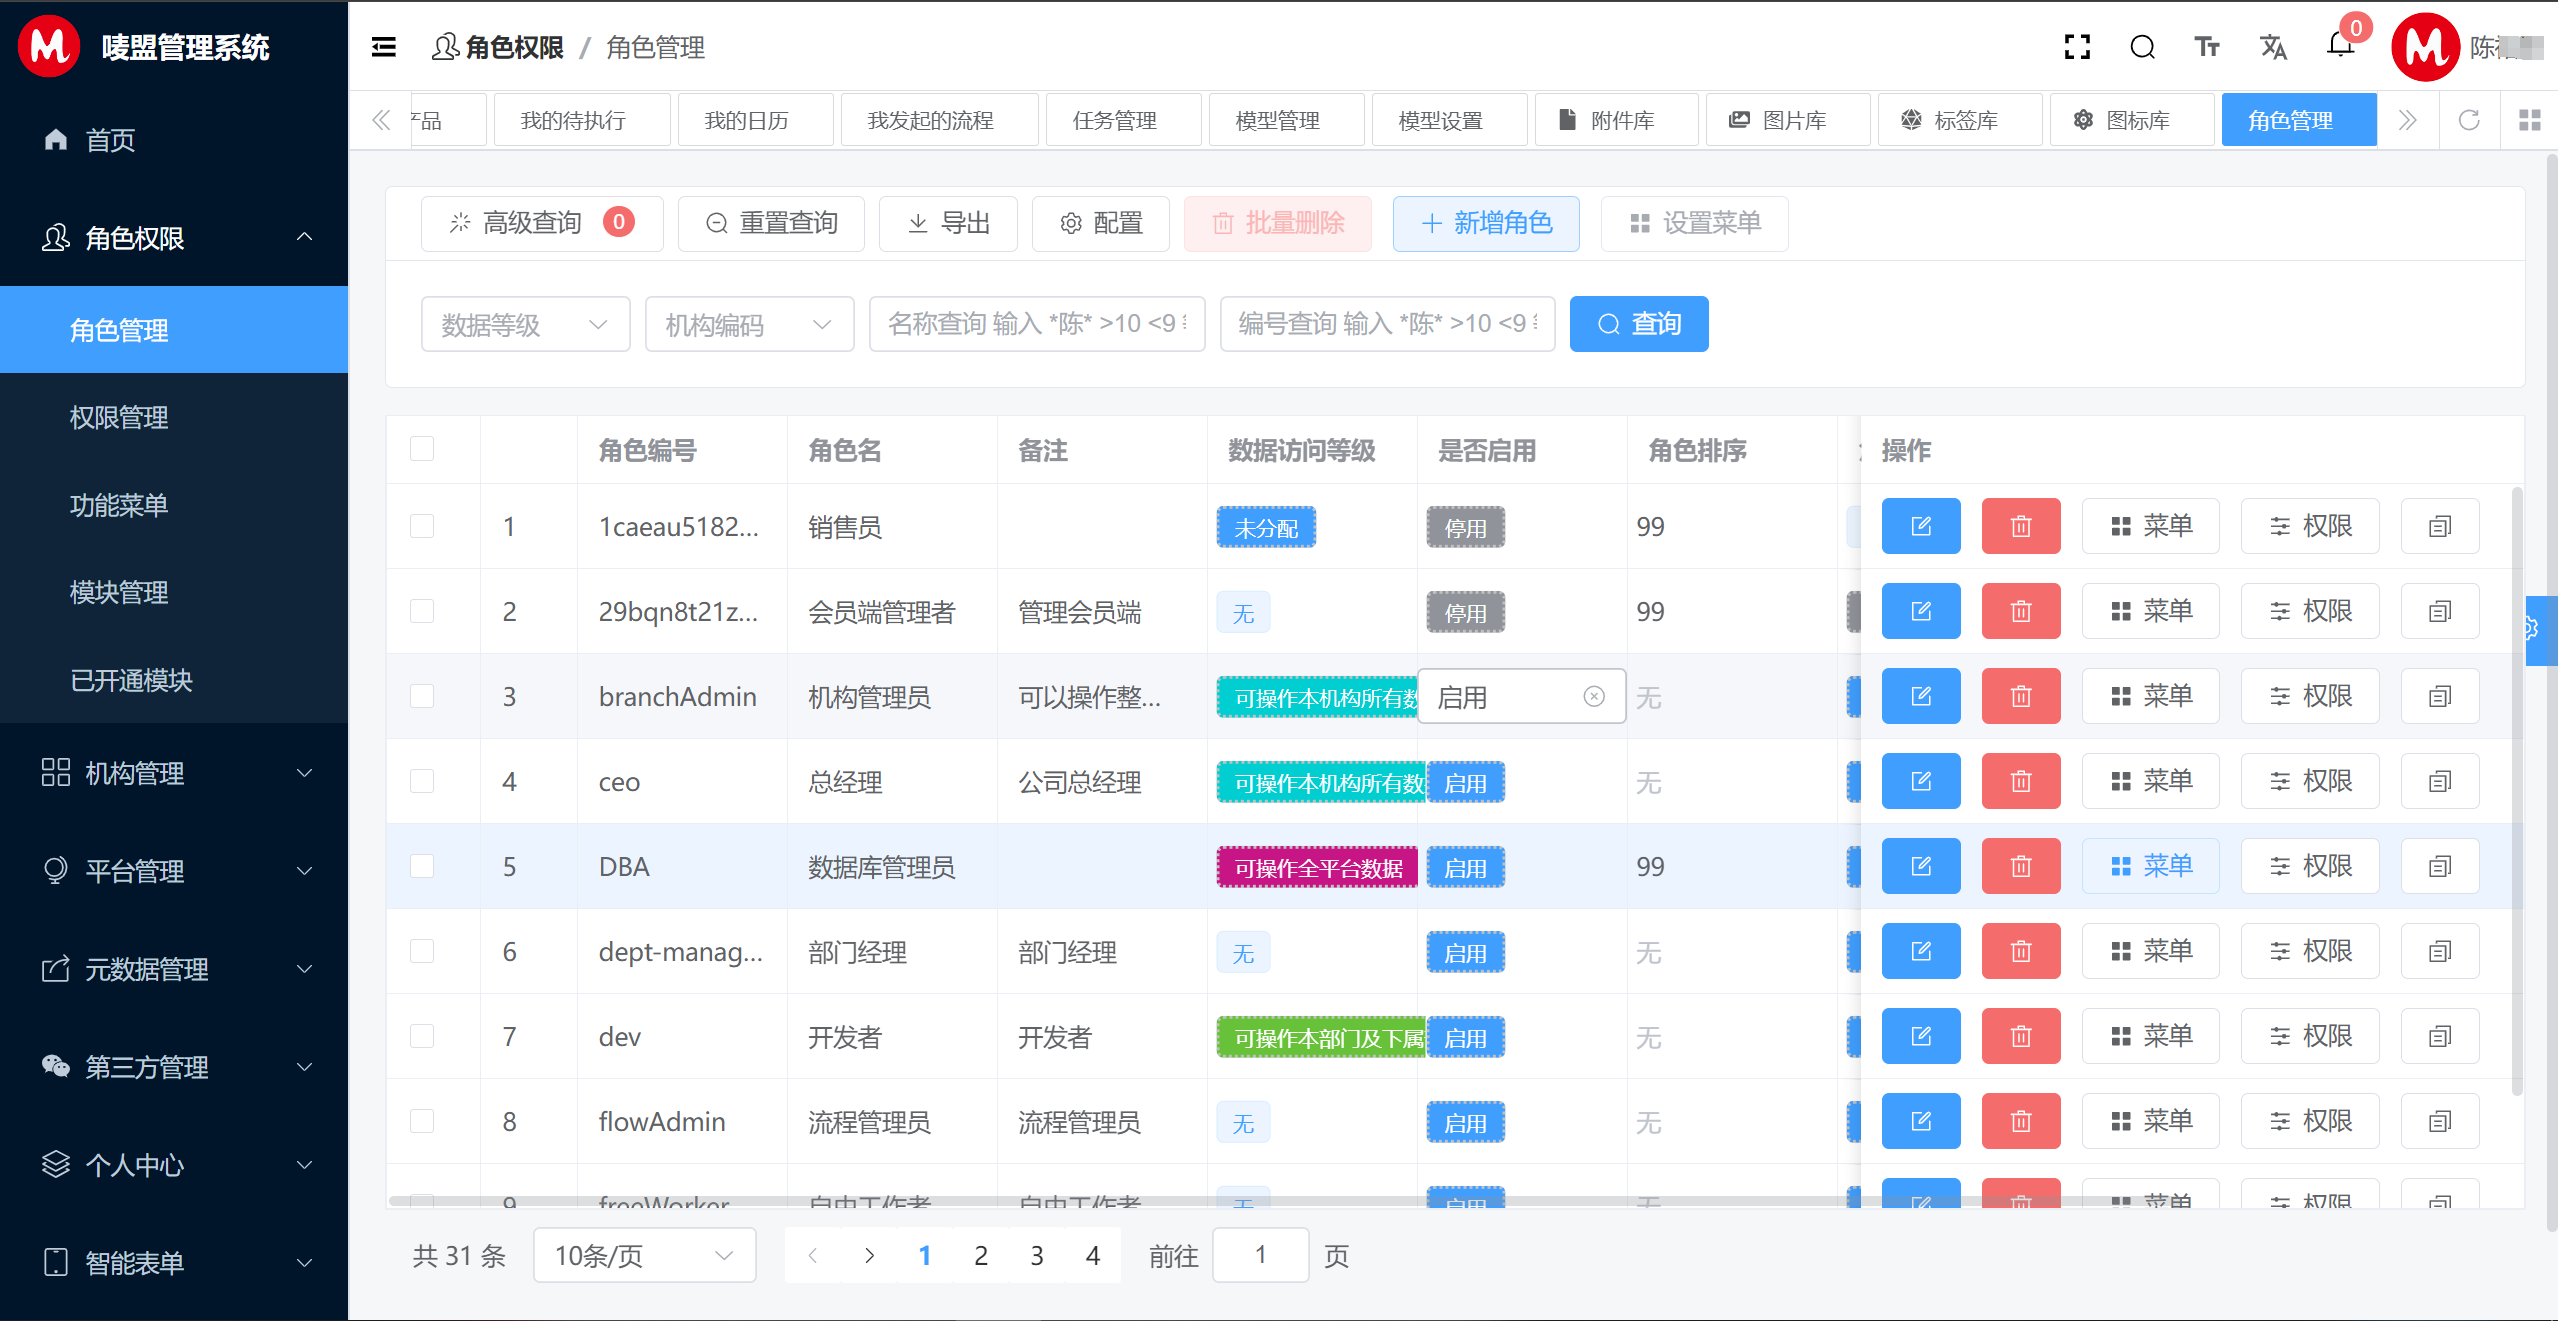 唛盟管理系统
角色权限 / 角色管理
0
陈
首页
角色权限
角色管理
权限管理
功能菜单
模块管理
已开通模块
机构管理
平台管理
元数据管理
第三方管理
个人中心
智能表单
产品 我的待执行 我的日历 我发起的流程 任务管理 模型管理 模型设置 附件库 图片库 标签库 图标库 角色管理
高级查询 0 重置查询 导出 配置 批量删除 新增角色 设置菜单
数据等级 机构编码 名称查询 输入 *陈* >10 <9 编号查询 输入 *陈* >10 <9 查询
角色编号 角色名 备注 数据访问等级 是否启用 角色排序 操作
1 1caeau5182... 销售员 未分配 停用 99 菜单 权限
2 29bqn8t21z... 会员端管理者 管理会员端 无 停用 99 菜单 权限
3 branchAdmin 机构管理员 可以操作整... 可操作本机构所有数 启用 无 菜单 权限
4 ceo 总经理 公司总经理 可操作本机构所有数 启用 无 菜单 权限
5 DBA 数据库管理员 可操作全平台数据 启用 99 菜单 权限
6 dept-manag... 部门经理 部门经理 无 启用 无 菜单 权限
7 dev 开发者 开发者 可操作本部门及下属 启用 无 菜单 权限
8 flowAdmin 流程管理员 流程管理员 无 启用 无 菜单 权限
9 freeWorker 自由工作者 自由工作者 无 启用 无 菜单 权限
共 31 条 10条/页 1 2 3 4 前往 1 页